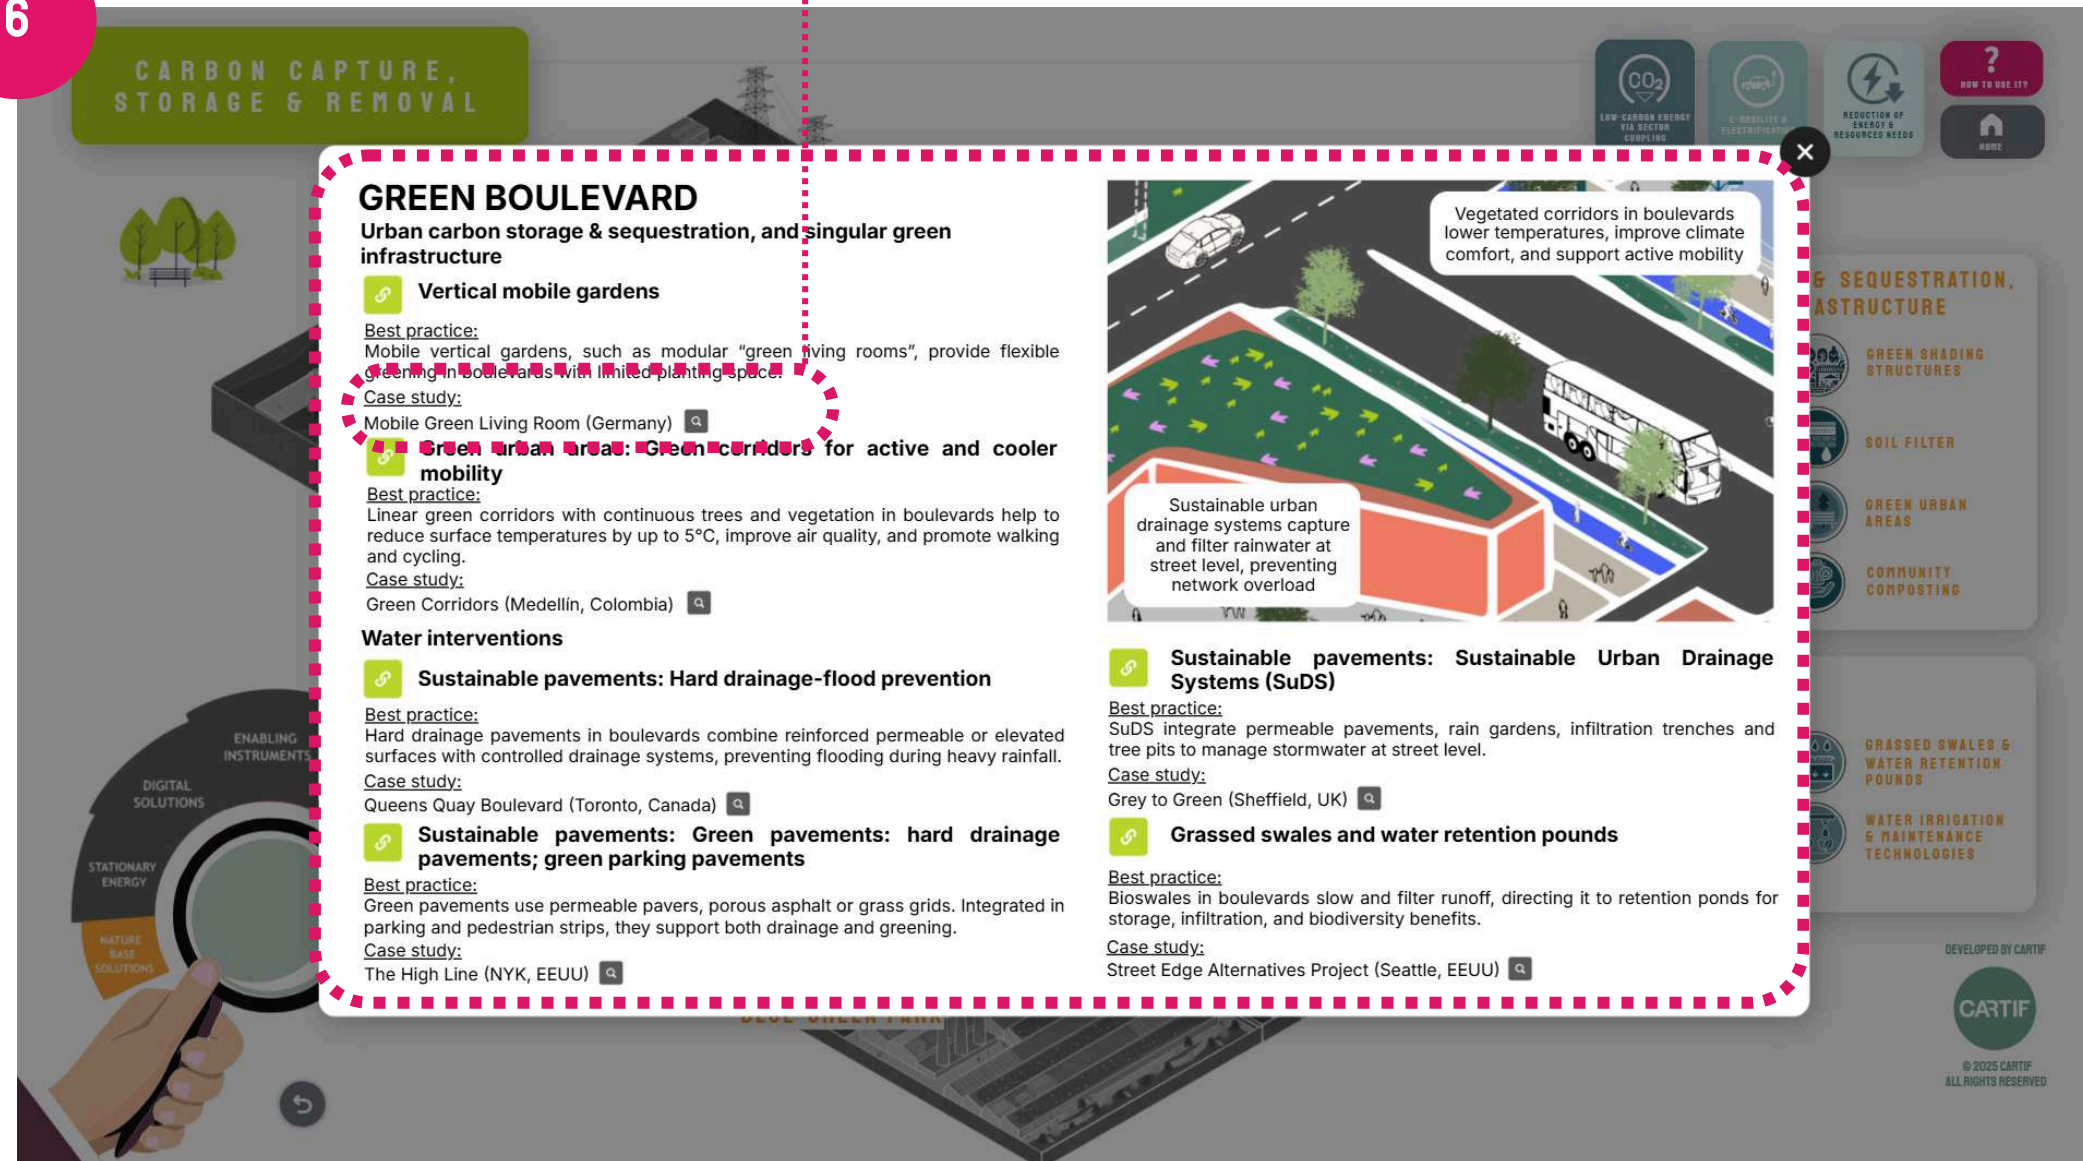 6
CARBON CAPTURE,
STORAGE & REMOVAL
CO2
LOW-CARBON ENERGY
VIA SECTOR
COUPLING
E-MOBILITY &
ELECTRIFICATION
REDUCTION OF
ENERGY &
RESOURCES NEEDS
?
HOW TO USE IT?
HOME
GREEN BOULEVARD
Urban carbon storage & sequestration, and singular green
infrastructure
Vertical mobile gardens
Best practice:
Mobile vertical gardens, such as modular “green living rooms”, provide flexible
greening in boulevards with limited planting space.
Case study:
Mobile Green Living Room (Germany)
Green urban areas: Green corridors for active and cooler
mobility
Best practice:
Linear green corridors with continuous trees and vegetation in boulevards help to
reduce surface temperatures by up to 5°C, improve air quality, and promote walking
and cycling.
Case study:
Green Corridors (Medellín, Colombia)
Water interventions
Sustainable pavements: Hard drainage-flood prevention
Best practice:
Hard drainage pavements in boulevards combine reinforced permeable or elevated
surfaces with controlled drainage systems, preventing flooding during heavy rainfall.
Case study:
Queens Quay Boulevard (Toronto, Canada)
Sustainable pavements: Green pavements: hard drainage
pavements; green parking pavements
Best practice:
Green pavements use permeable pavers, porous asphalt or grass grids. Integrated in
parking and pedestrian strips, they support both drainage and greening.
Case study:
The High Line (NYK, EEUU)
Vegetated corridors in boulevards
lower temperatures, improve climate
comfort, and support active mobility
Sustainable urban
drainage systems capture
and filter rainwater at
street level, preventing
network overload
Sustainable pavements: Sustainable Urban Drainage
Systems (SuDS)
Best practice:
SuDS integrate permeable pavements, rain gardens, infiltration trenches and
tree pits to manage stormwater at street level.
Case study:
Grey to Green (Sheffield, UK)
Grassed swales and water retention pounds
Best practice:
Bioswales in boulevards slow and filter runoff, directing it to retention ponds for
storage, infiltration, and biodiversity benefits.
Case study:
Street Edge Alternatives Project (Seattle, EEUU)
& SEQUESTRATION,
ASTRUCTURE
GREEN SHADING
STRUCTURES
SOIL FILTER
GREEN URBAN
AREAS
COMMUNITY
COMPOSTING
GRASSED SWALES &
WATER RETENTION
POUNDS
WATER IRRIGATION
& MAINTENANCE
TECHNOLOGIES
ENABLING
INSTRUMENTS
DIGITAL
SOLUTIONS
STATIONARY
ENERGY
NATURE
BASE
SOLUTIONS
BLUE GREEN PARK
DEVELOPED BY CARTIF
CARTIF
© 2025 CARTIF
ALL RIGHTS RESERVED